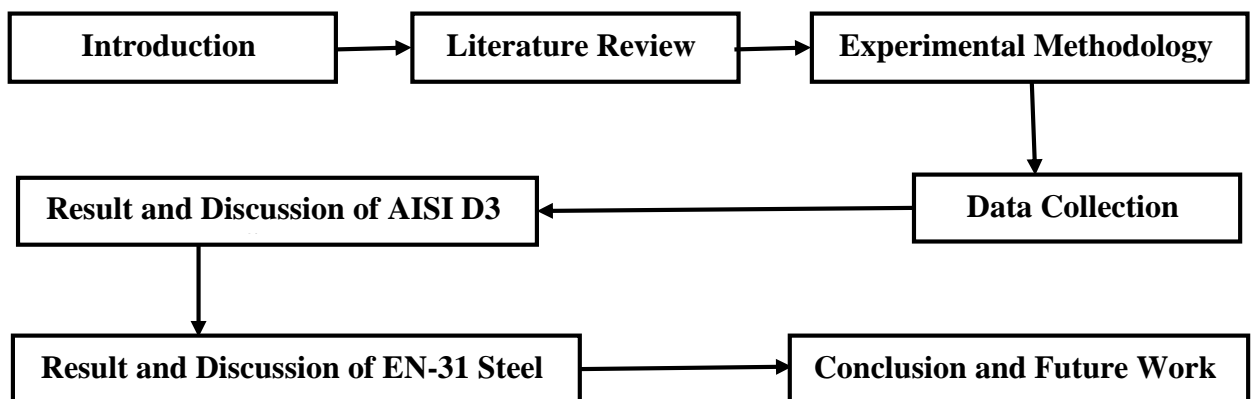 Introduction
Literature Review
Experimental Methodology
Data Collection
Result and Discussion of AISI D3
Result and Discussion of EN-31 Steel
Conclusion and Future Work